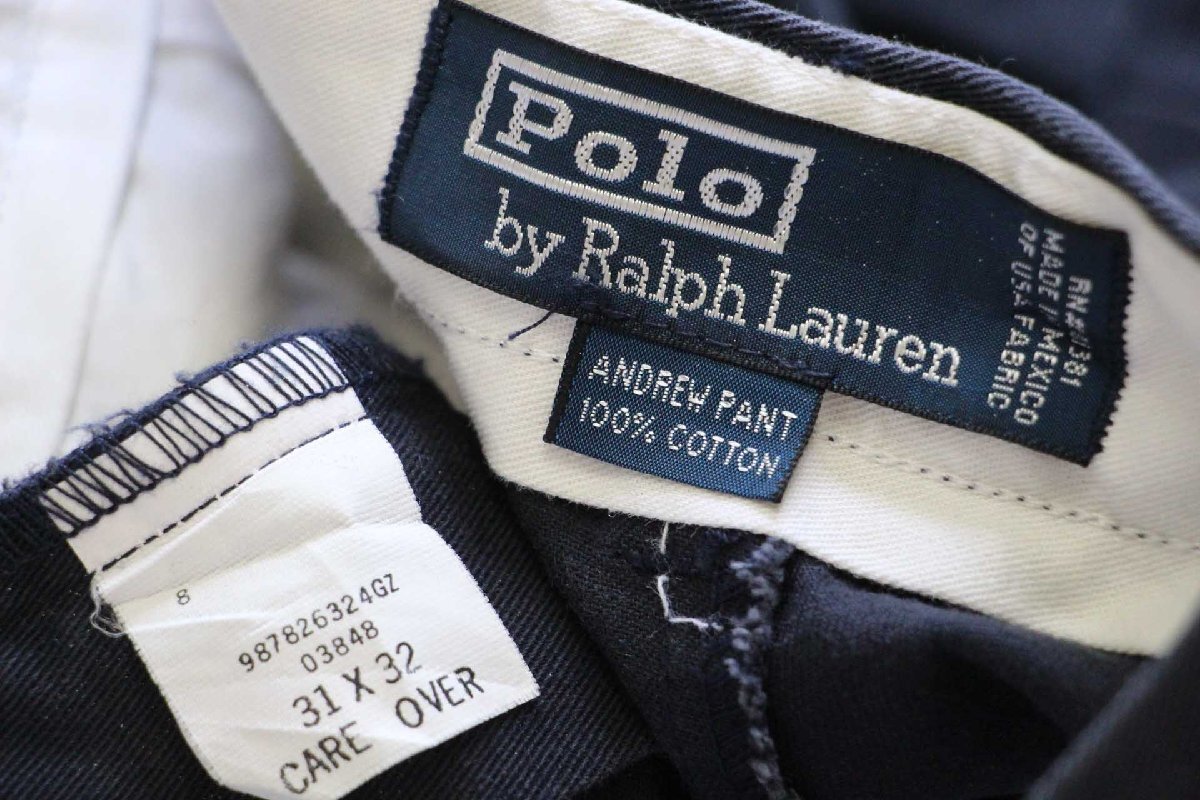 Polo
by Ralph Lauren
RN#41381
MADE // MEXICO
OF USA FABRIC
ANDREW PANT
100% COTTON
8
987826324GZ
03848
31 X 32
CARE OVER